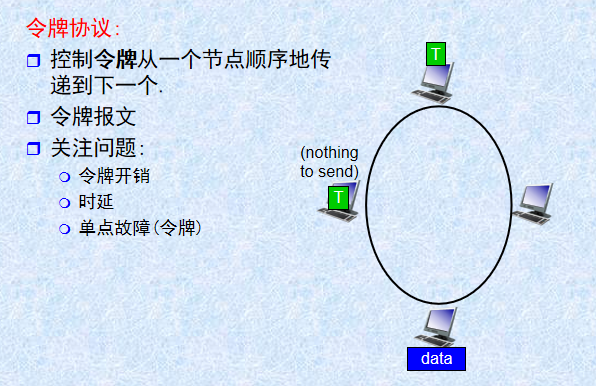 令牌协议:
控制令牌从一个节点顺序地传
递到下一个.
令牌报文
关注问题:
令牌开销
时延
单点故障(令牌)
T
(nothing
to send)
T
data